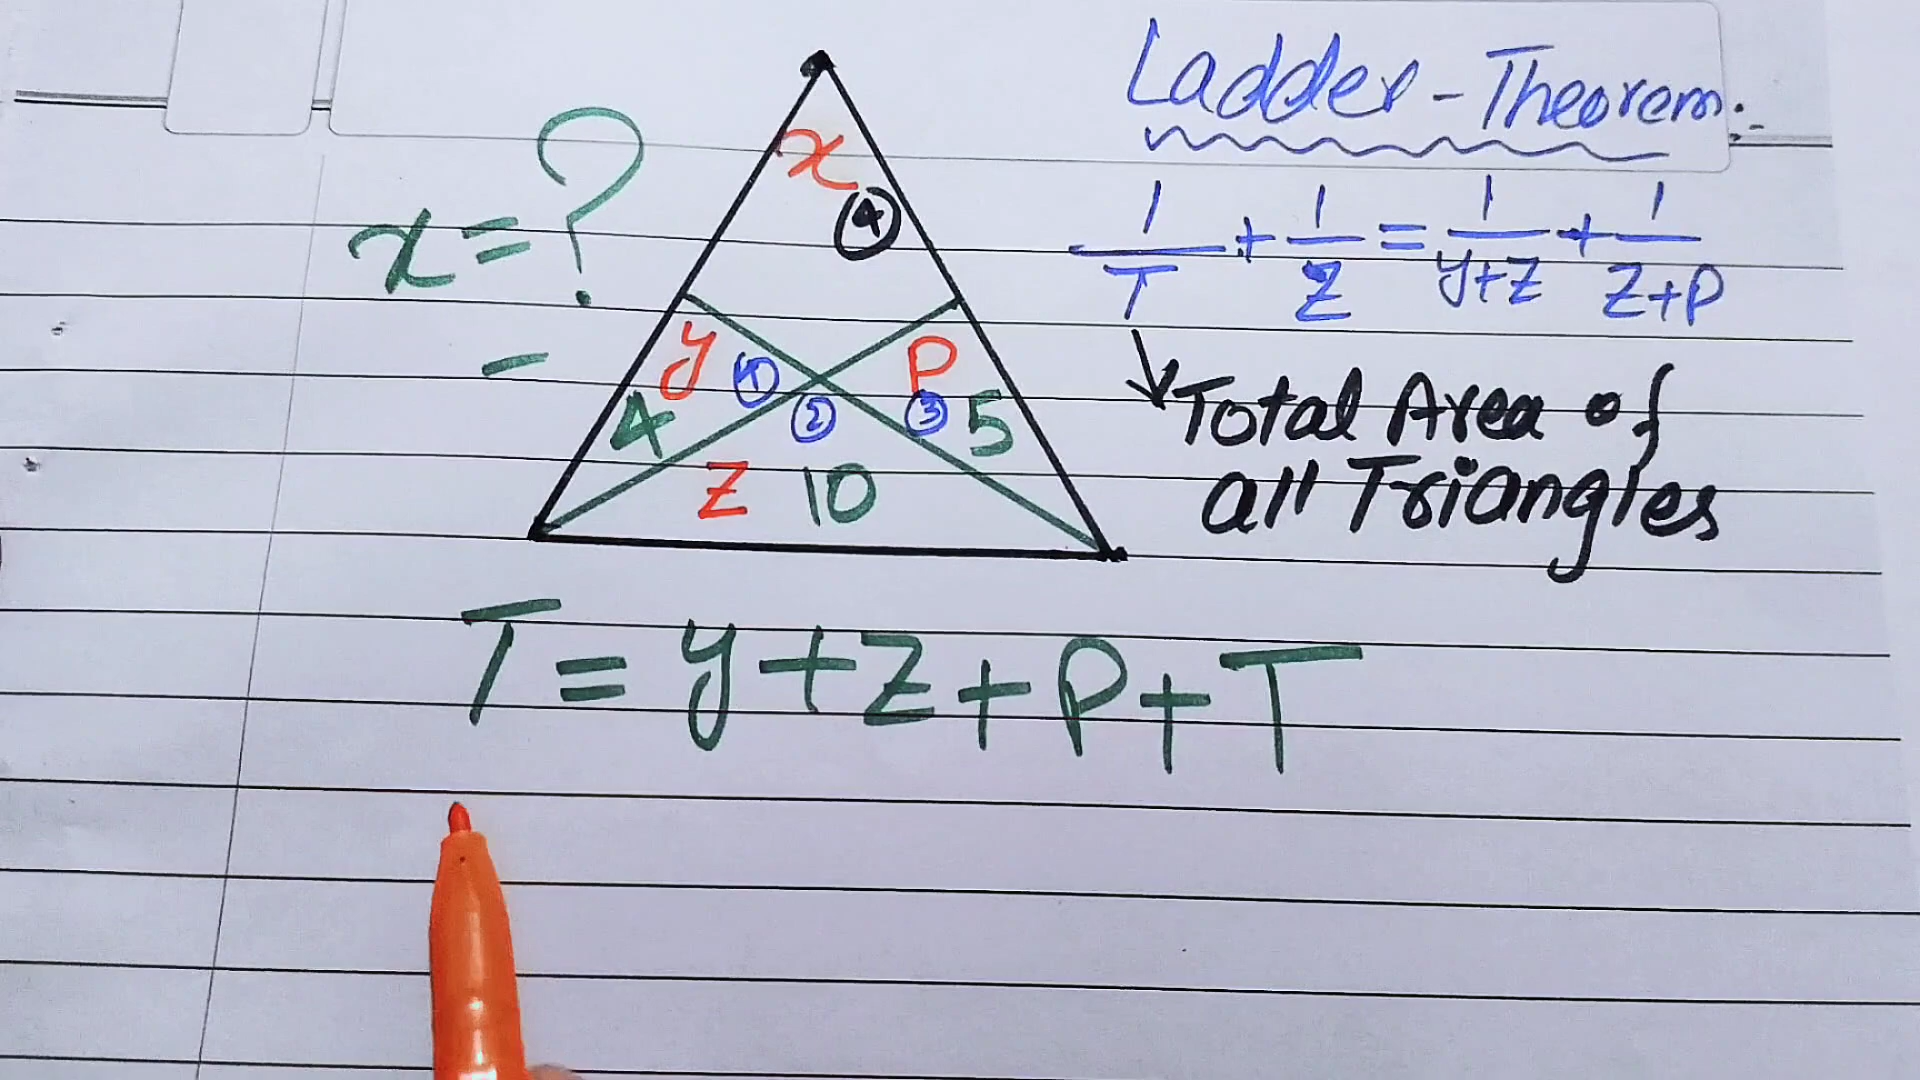 Ladder-Theorem:-
x = ?
-
x
④
1/T + 1/Z = 1/y+Z + 1/Z+P
y ① P
4 ② ③ 5
Z 10
Total Area of
all Triangles
T = y + Z + P + T